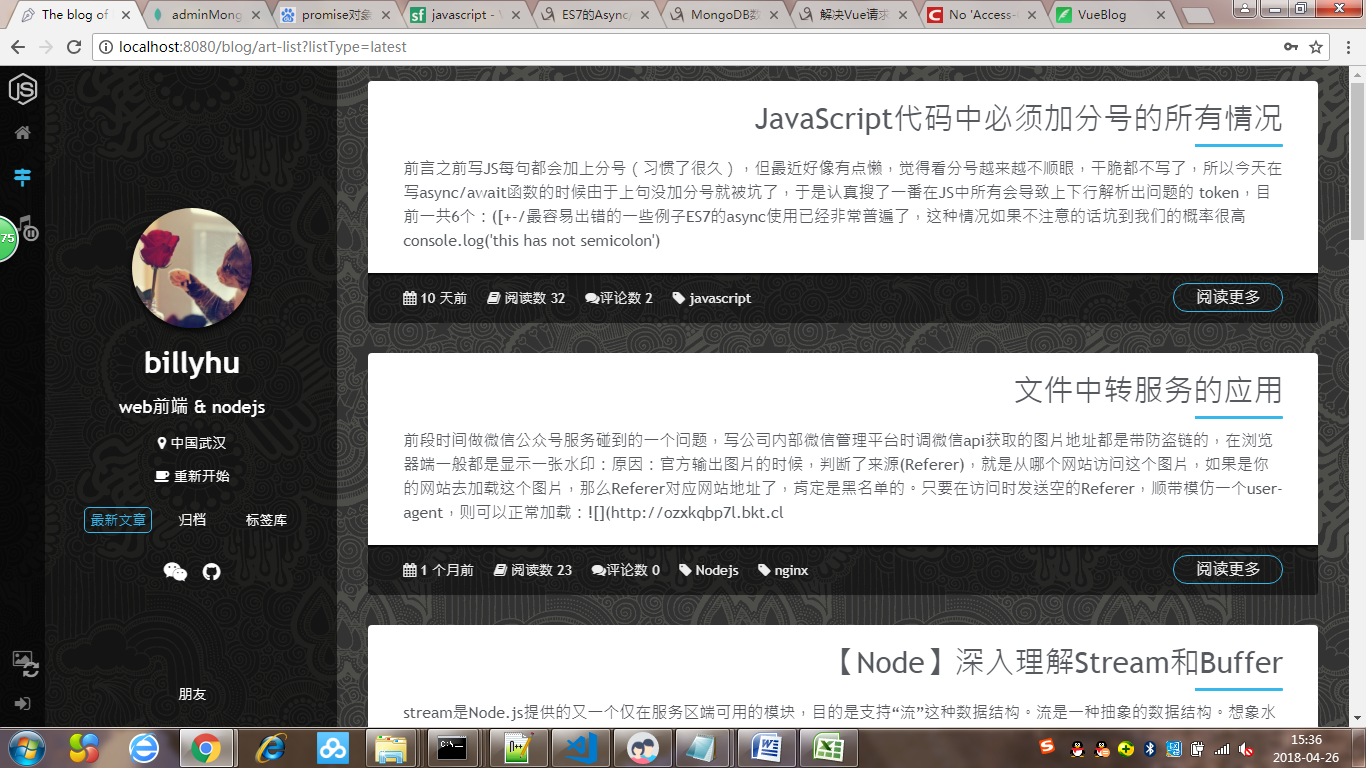 The blog of
adminMong
promise对象
javascript - V
ES7的Async/
MongoDB数
解决Vue请求
No 'Access-
VueBlog
localhost:8080/blog/art-list?listType=latest
JS
75
billyhu
web前端 & nodejs
中国武汉
重新开始
最新文章 归档 标签库
朋友
JavaScript代码中必须加分号的所有情况
前言之前写JS每句都会加上分号（习惯了很久），但最近好像有点懒，觉得看分号越来越不顺眼，干脆都不写了，所以今天在
写async/await函数的时候由于上句没加分号就被坑了，于是认真搜了一番在JS中所有会导致上下行解析出问题的 token，目
前一共6个：([+-/最容易出错的一些例子ES7的async使用已经非常普遍了，这种情况如果不注意的话坑到我们的概率很高
console.log('this has not semicolon')
10 天前 阅读数 32 评论数 2 javascript 阅读更多
文件中转服务的应用
前段时间做微信公众号服务碰到的一个问题，写公司内部微信管理平台时调微信api获取的图片地址都是带防盗链的，在浏览
器端一般都是显示一张水印：原因：官方输出图片的时候，判断了来源(Referer)，就是从哪个网站访问这个图片，如果是你
的网站去加载这个图片，那么Referer对应网站地址了，肯定是黑名单的。只要在访问时发送空的Referer，顺带模仿一个user-
agent，则可以正常加载：![](http://ozxkqbp7l.bkt.cl
1 个月前 阅读数 23 评论数 0 Nodejs nginx 阅读更多
【Node】深入理解Stream和Buffer
stream是Node.js提供的又一个仅在服务区端可用的模块，目的是支持“流”这种数据结构。流是一种抽象的数据结构。想象水
15:36
2018-04-26